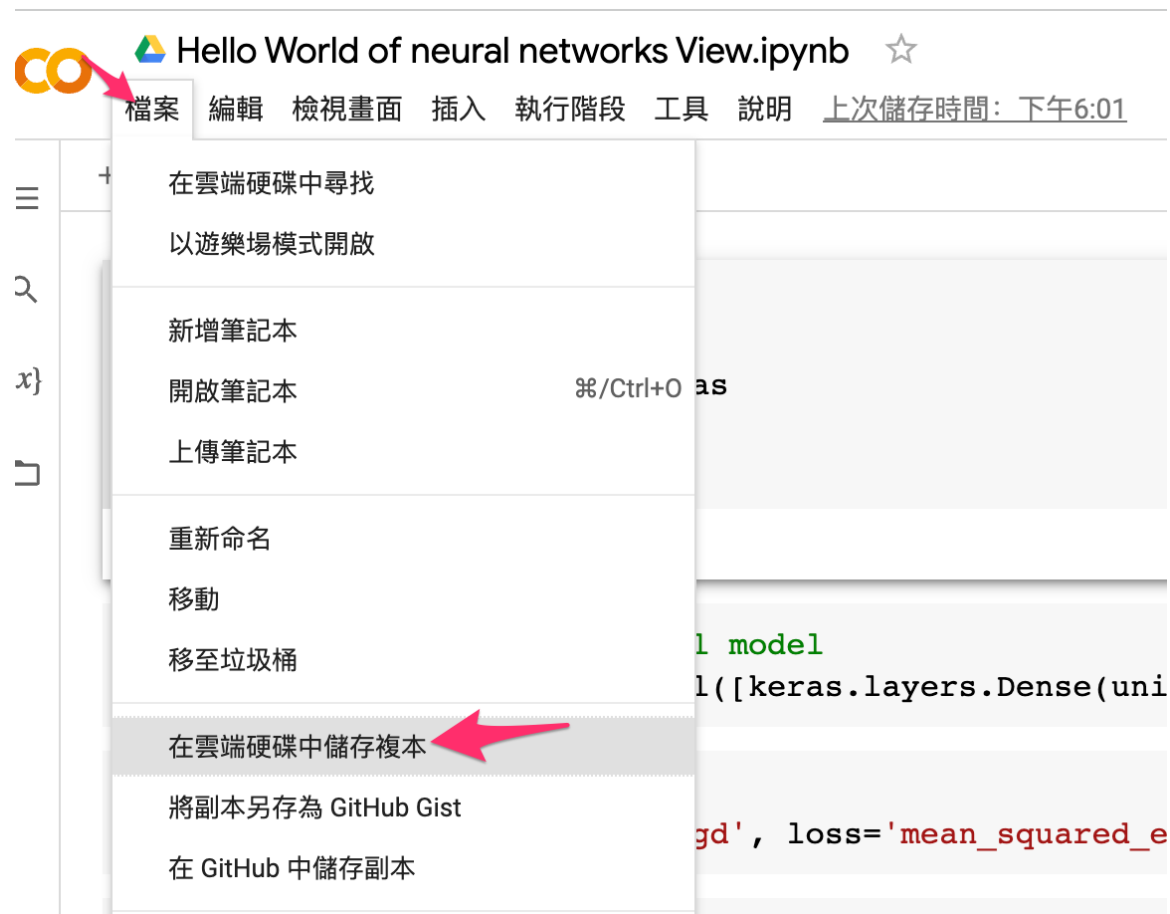 Hello World of neural networks View.ipynb
檔案 編輯 檢視畫面 插入 執行階段 工具 說明 上次儲存時間：下午6:01
+
在雲端硬碟中尋找
以遊樂場模式開啟
新增筆記本
{x}
開啟筆記本 ⌘/Ctrl+O as
上傳筆記本
重新命名
移動
l model
移至垃圾桶
l([keras.layers.Dense(uni
在雲端硬碟中儲存複本
將副本另存為 GitHub Gist
gd', loss='mean_squared_e
在 GitHub 中儲存副本